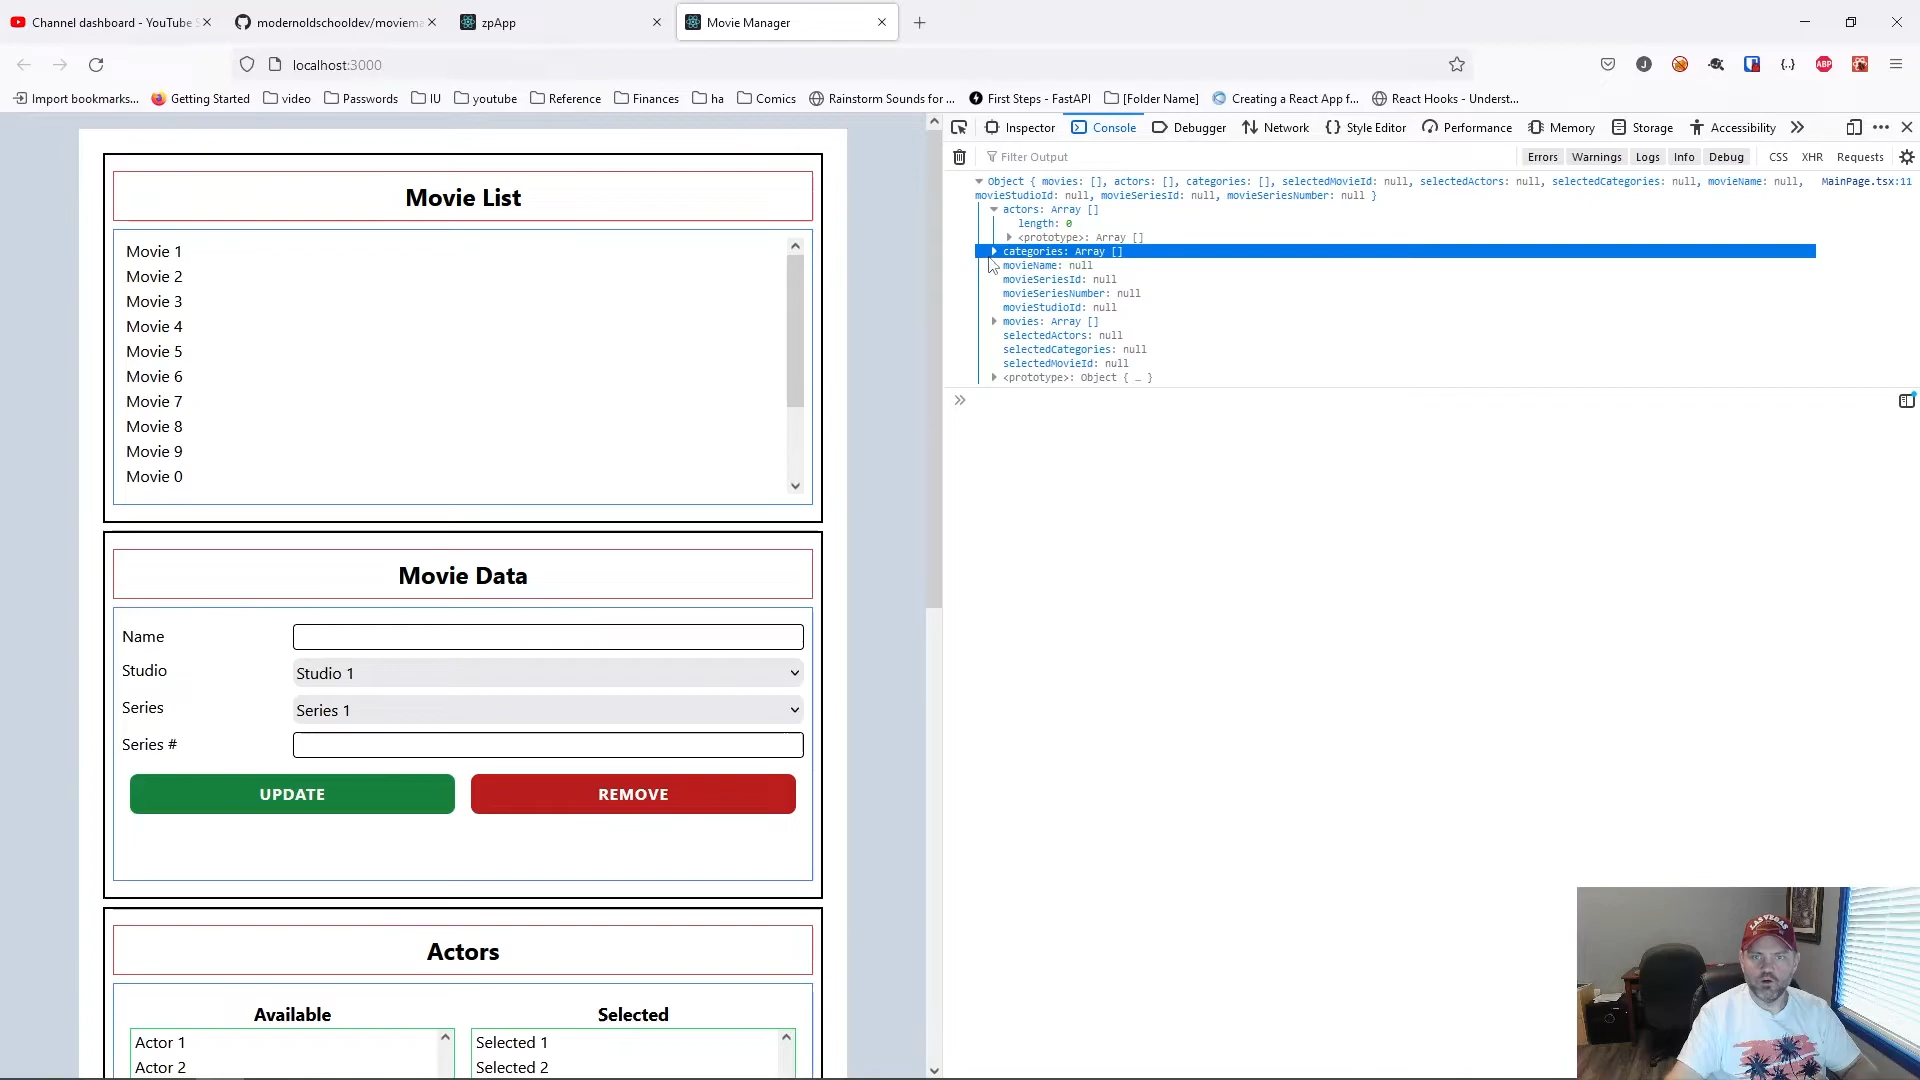 Channel dashboard - YouTube S
modernoldschooldev/moviema
zpApp
Movie Manager
localhost:3000
Import bookmarks...
Getting Started
video
Passwords
IU
youtube
Reference
Finances
ha
Comics
Rainstorm Sounds for ...
First Steps - FastAPI
[Folder Name]
Creating a React App f...
React Hooks - Underst...
ABP
J
Movie List
Movie 1
Movie 2
Movie 3
Movie 4
Movie 5
Movie 6
Movie 7
Movie 8
Movie 9
Movie 0
Movie Data
Name
Studio
Studio 1
Series
Series 1
Series #
UPDATE
REMOVE
Actors
Available
Selected
Actor 1
Actor 2
Selected 1
Selected 2
Inspector
Console
Debugger
Network
Style Editor
Performance
Memory
Storage
Accessibility
Filter Output
Errors
Warnings
Logs
Info
Debug
CSS
XHR
Requests
Object { movies: [], actors: [], categories: [], selectedMovieId: null, selectedActors: null, selectedCategories: null, movieName: null,
MainPage.tsx:11
movieStudioId: null, movieSeriesId: null, movieSeriesNumber: null }
actors: Array []
length: 0
<prototype>: Array []
categories: Array []
movieName: null
movieSeriesId: null
movieSeriesNumber: null
movieStudioId: null
movies: Array []
selectedActors: null
selectedCategories: null
selectedMovieId: null
<prototype>: Object { … }
LAS VEGAS